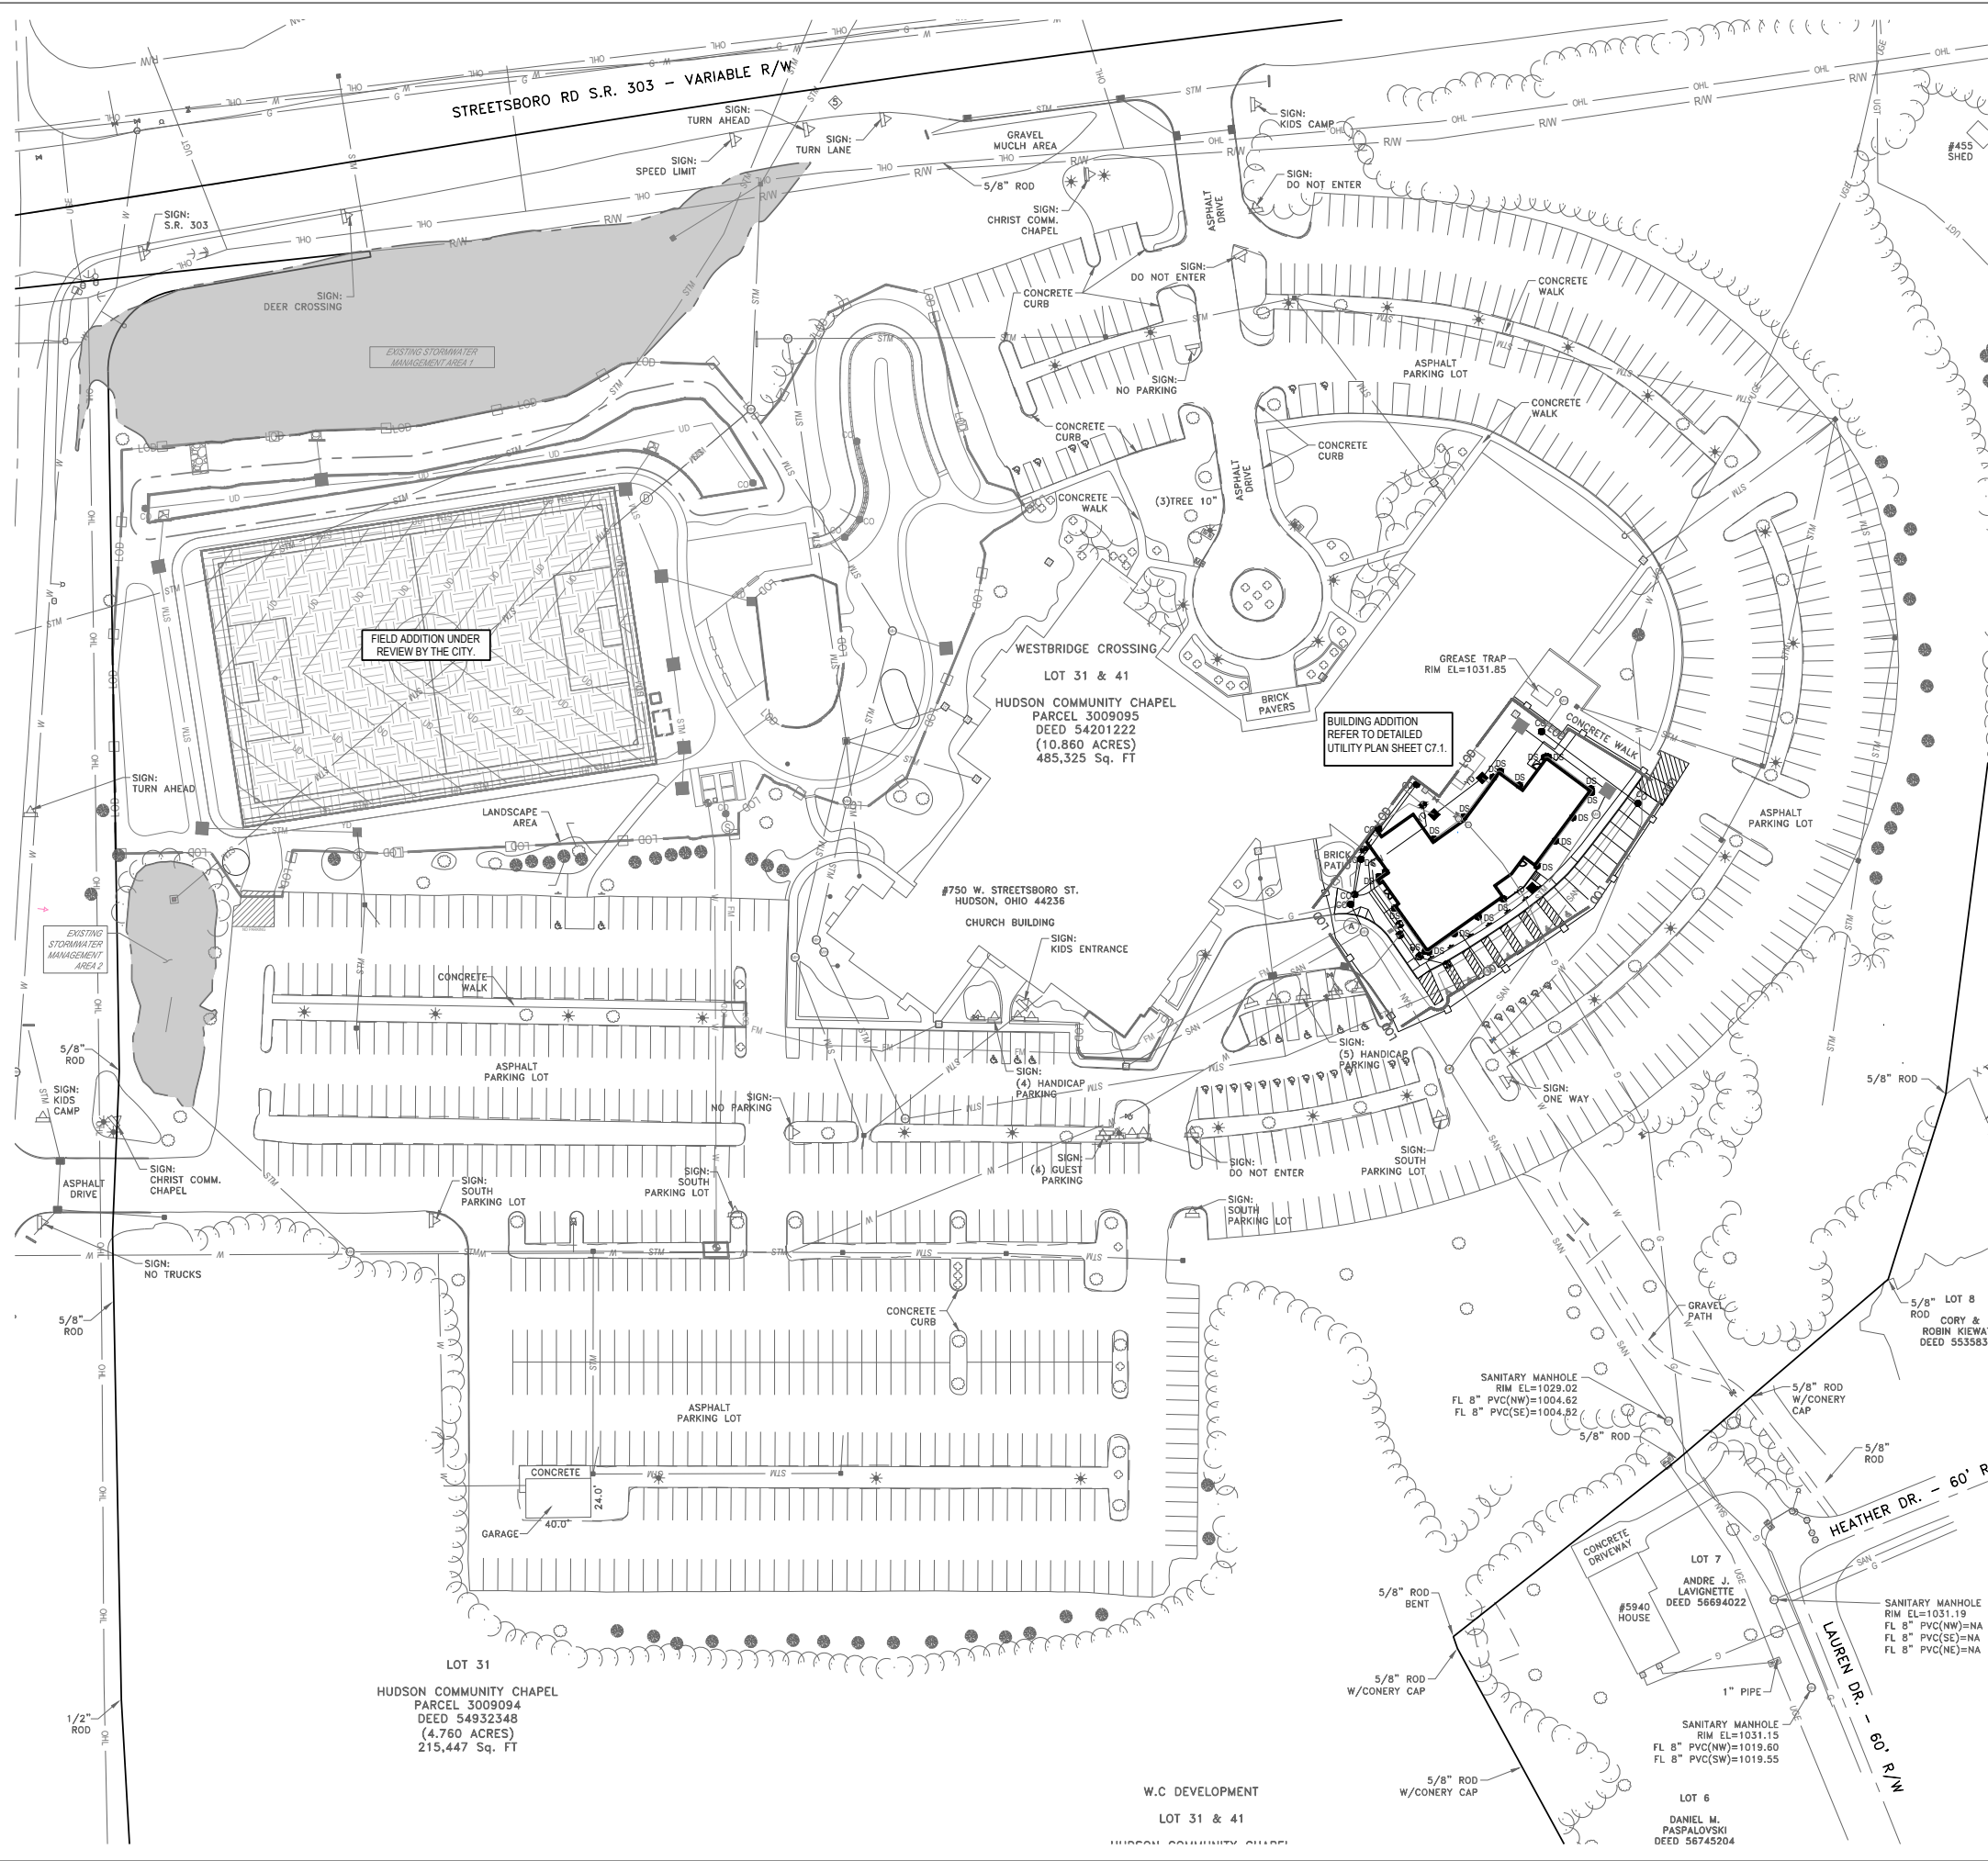 STREETSBORO RD S.R. 303 - VARIABLE R/W
SIGN:
TURN AHEAD
5
SIGN:
TURN LANE
SIGN:
SPEED LIMIT
GRAVEL
MUCLH AREA
5/8" ROD
SIGN:
KIDS CAMP
SIGN:
DO NOT ENTER
#455
SHED
SIGN:
S.R. 303
SIGN:
DEER CROSSING
SIGN:
CHRIST COMM.
CHAPEL
ASPHALT
DRIVE
SIGN:
DO NOT ENTER
CONCRETE
CURB
CONCRETE
WALK
EXISTING STORMWATER
MANAGEMENT AREA 1
SIGN:
NO PARKING
ASPHALT
PARKING LOT
CONCRETE
WALK
CONCRETE
CURB
CONCRETE
CURB
CONCRETE
WALK
(3)TREE 10"
ASPHALT
DRIVE
FIELD ADDITION UNDER
REVIEW BY THE CITY.
WESTBRIDGE CROSSING
LOT 31 & 41
HUDSON COMMUNITY CHAPEL
PARCEL 3009095
DEED 54201222
(10.860 ACRES)
485,325 Sq. FT
GREASE TRAP
RIM EL=1031.85
BRICK
PAVERS
BUILDING ADDITION
REFER TO DETAILED
UTILITY PLAN SHEET C7.1.
CONCRETE WALK
SIGN:
TURN AHEAD
LANDSCAPE
AREA
ASPHALT
PARKING LOT
BRICK
PATIO
#750 W. STREETSBORO ST.
HUDSON, OHIO 44236
CHURCH BUILDING
SIGN:
KIDS ENTRANCE
A
EXISTING
STORMWATER
MANAGEMENT
AREA 2
CONCRETE
WALK
5/8"
ROD
ASPHALT
PARKING LOT
SIGN:
(4) HANDICAP
PARKING
SIGN:
(5) HANDICAP
PARKING
SIGN:
ONE WAY
5/8" ROD
SIGN:
KIDS
CAMP
SIGN:
NO PARKING
SIGN:
CHRIST COMM.
CHAPEL
ASPHALT
DRIVE
SIGN:
SOUTH
PARKING LOT
SIGN:
SOUTH
PARKING LOT
SIGN:
(4) GUEST
PARKING
SIGN:
DO NOT ENTER
SIGN:
SOUTH
PARKING LOT
SIGN:
SOUTH
PARKING LOT
SIGN:
NO TRUCKS
5/8"
ROD
CONCRETE
CURB
GRAVEL
PATH
5/8"
ROD
LOT 8
CORY &
DEED 553583
SANITARY MANHOLE
RIM EL=1029.02
FL 8" PVC(NW)=1004.62
FL 8" PVC(SE)=1004.52
5/8" ROD
W/CONERY
CAP
5/8" ROD
5/8"
ROD
ASPHALT
PARKING LOT
CONCRETE
24.0'
40.0'
GARAGE
HEATHER DR. - 60' R
CONCRETE
DRIVEWAY
LOT 7
ANDRE J.
LAVIGNETTE
DEED 56694022
#5940
HOUSE
5/8" ROD
BENT
SANITARY MANHOLE
RIM EL=1031.19
FL 8" PVC(NW)=NA
FL 8" PVC(SE)=NA
FL 8" PVC(NE)=NA
LAUREN DR. - 60' R/W
LOT 31
HUDSON COMMUNITY CHAPEL
PARCEL 3009094
DEED 54932348
(4.760 ACRES)
215,447 Sq. FT
1/2"
ROD
5/8" ROD
W/CONERY CAP
1" PIPE
SANITARY MANHOLE
RIM EL=1031.15
FL 8" PVC(NW)=1019.60
FL 8" PVC(SW)=1019.55
5/8" ROD
W/CONERY CAP
W.C DEVELOPMENT
LOT 31 & 41
HUDSON COMMUNITY CHAPEL
LOT 6
DANIEL M.
PASPALOVSKI
DEED 56745204